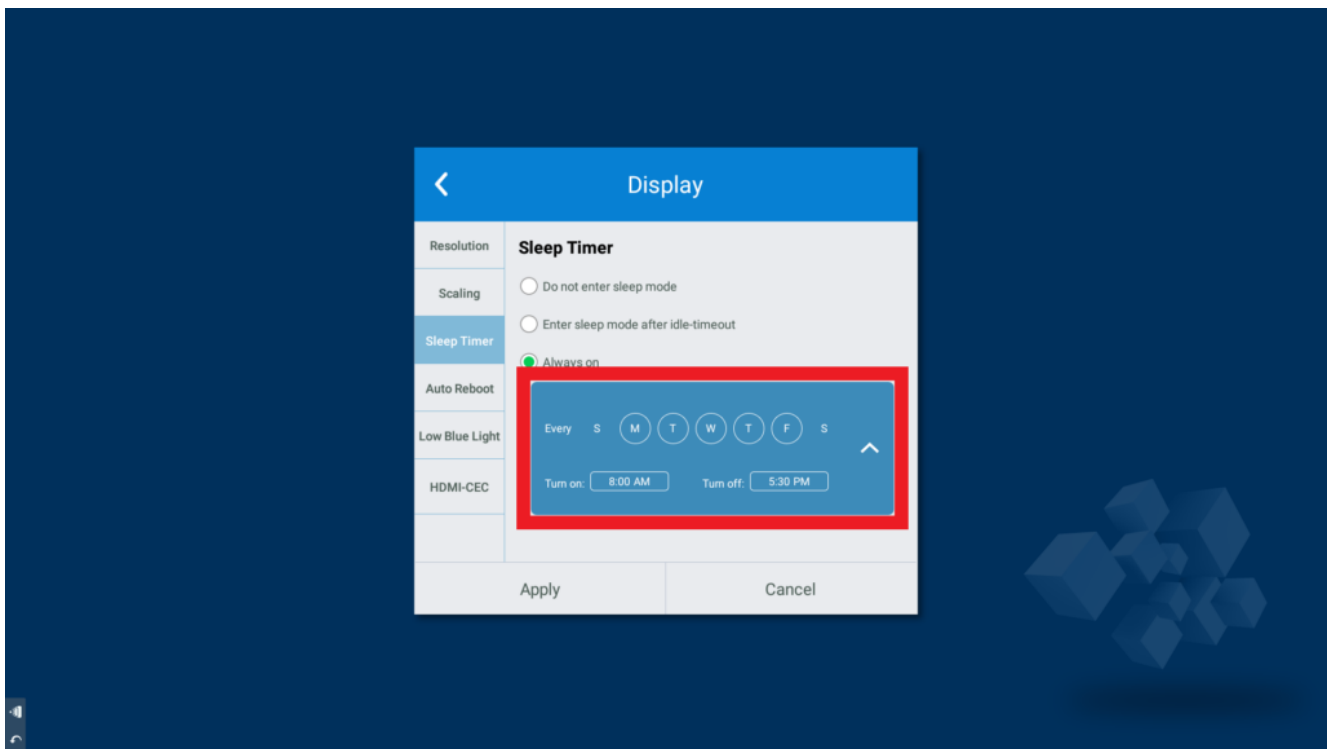 Display
Resolution
Scaling
Sleep Timer
Auto Reboot
Low Blue Light
HDMI-CEC
Sleep Timer
Do not enter sleep mode
Enter sleep mode after idle-timeout
Always on
Every S M T W T F S
Turn on: 8:00 AM Turn off: 5:30 PM
Apply Cancel